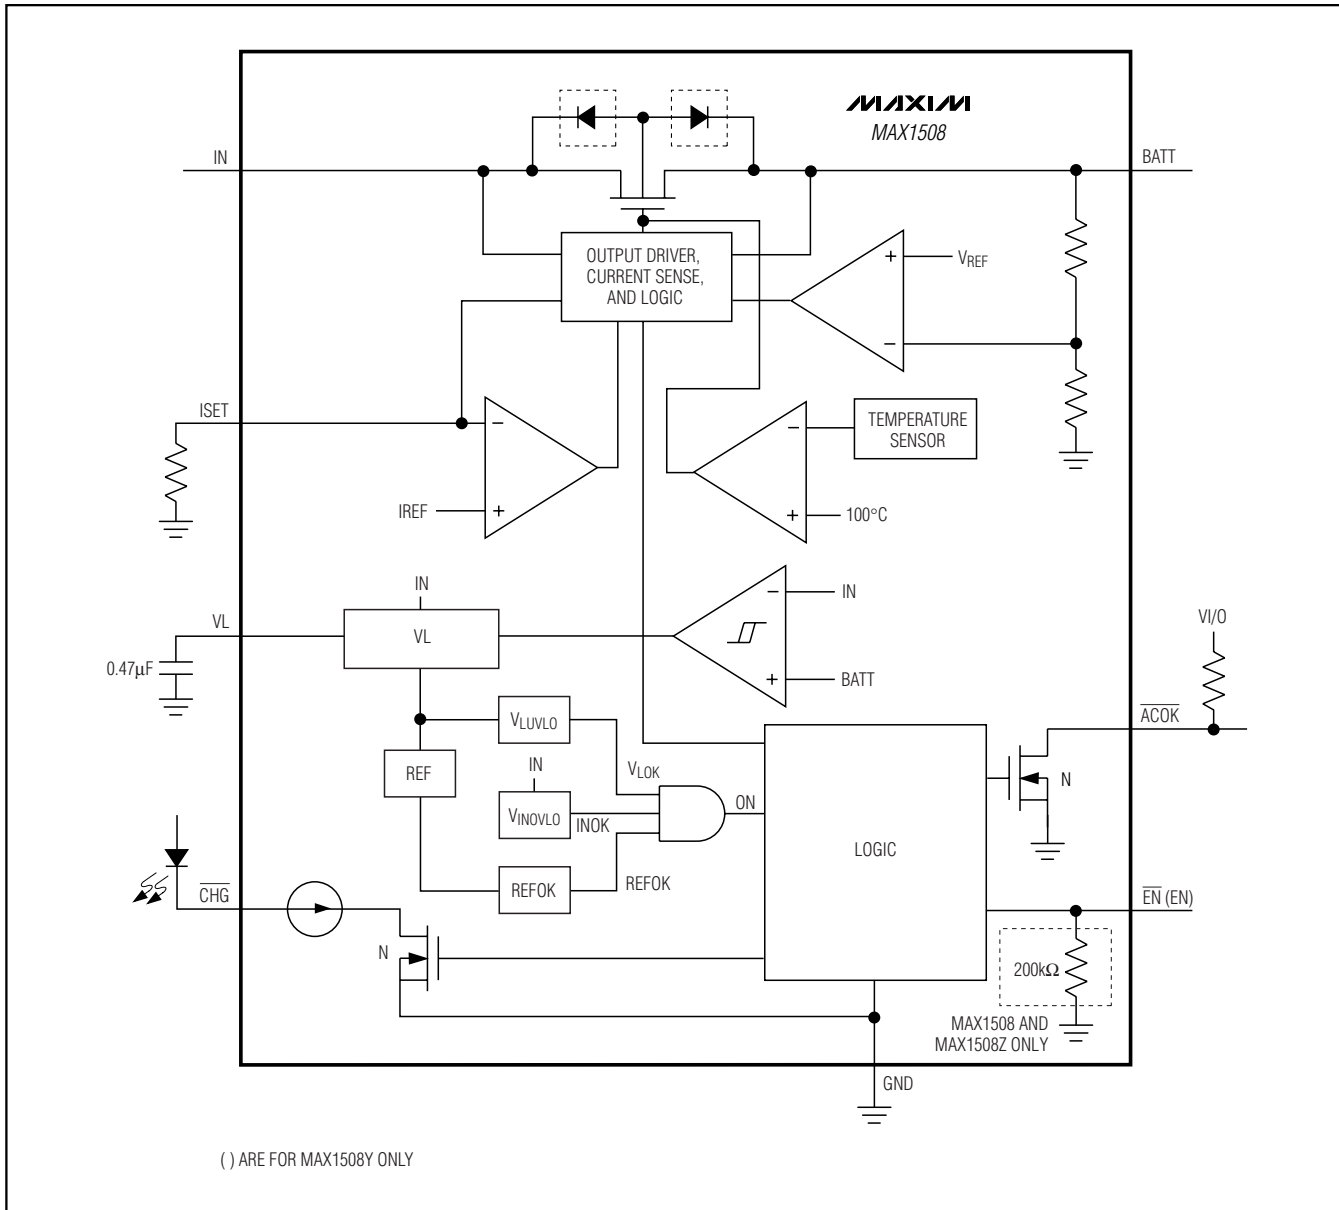 MAXIM
MAX1508
IN
BATT
OUTPUT DRIVER,
CURRENT SENSE,
AND LOGIC
+
VREF
−
ISET
−
TEMPERATURE
SENSOR
−
IREF
+
+
100°C
IN
VL
VL
−
IN
0.47µF
+
BATT
VI/O
VLUVLO
ACOK
REF
VLOK
IN
ON
N
VINOVLO
INOK
LOGIC
CHG
REFOK
REFOK
EN (EN)
N
200kΩ
MAX1508 AND
MAX1508Z ONLY
GND
( ) ARE FOR MAX1508Y ONLY